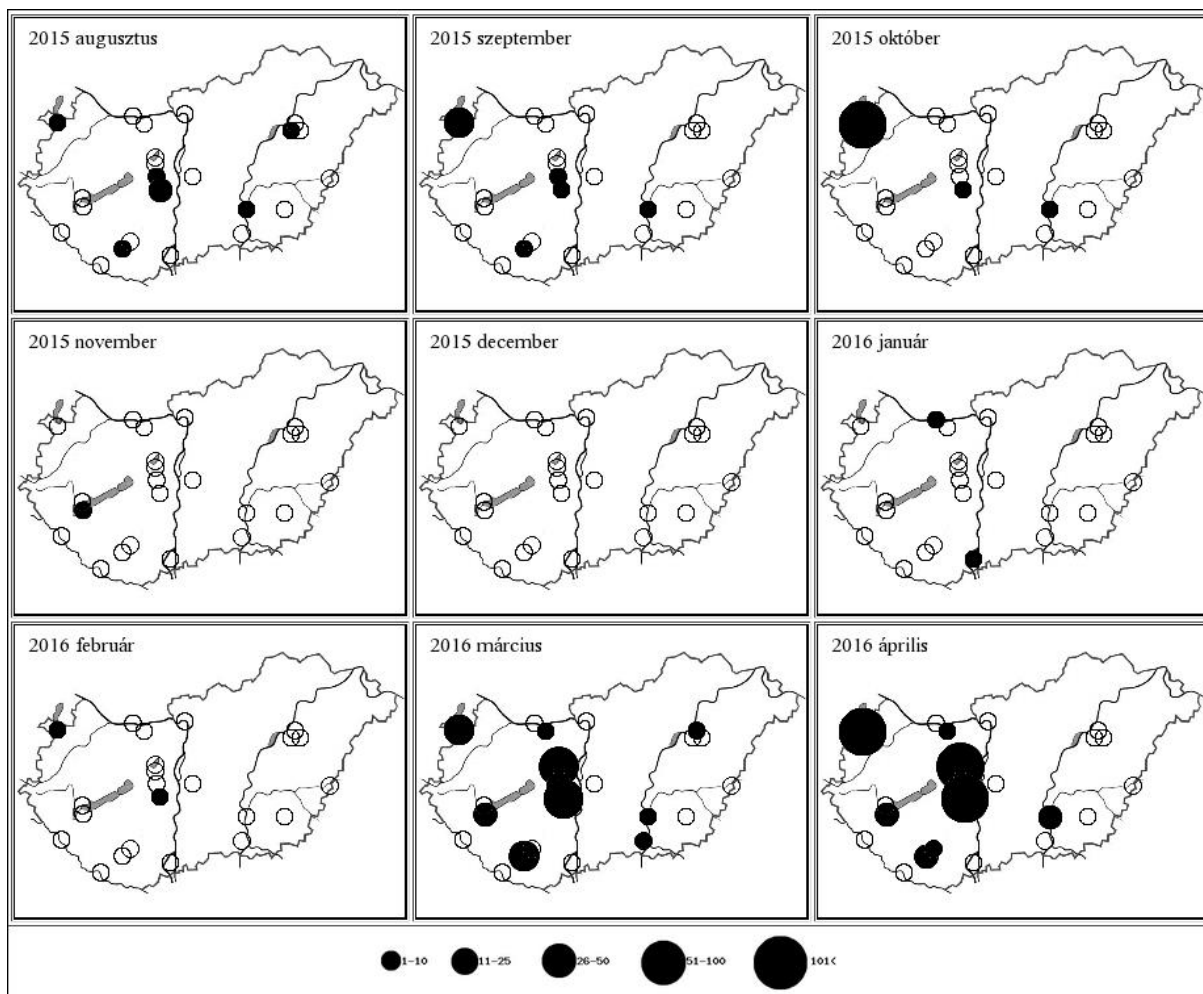 2015 augusztus
2015 szeptember
2015 október
2015 november
2015 december
2016 január
2016 február
2016 március
2016 április
1-10
11-25
26-50
51-100
101<